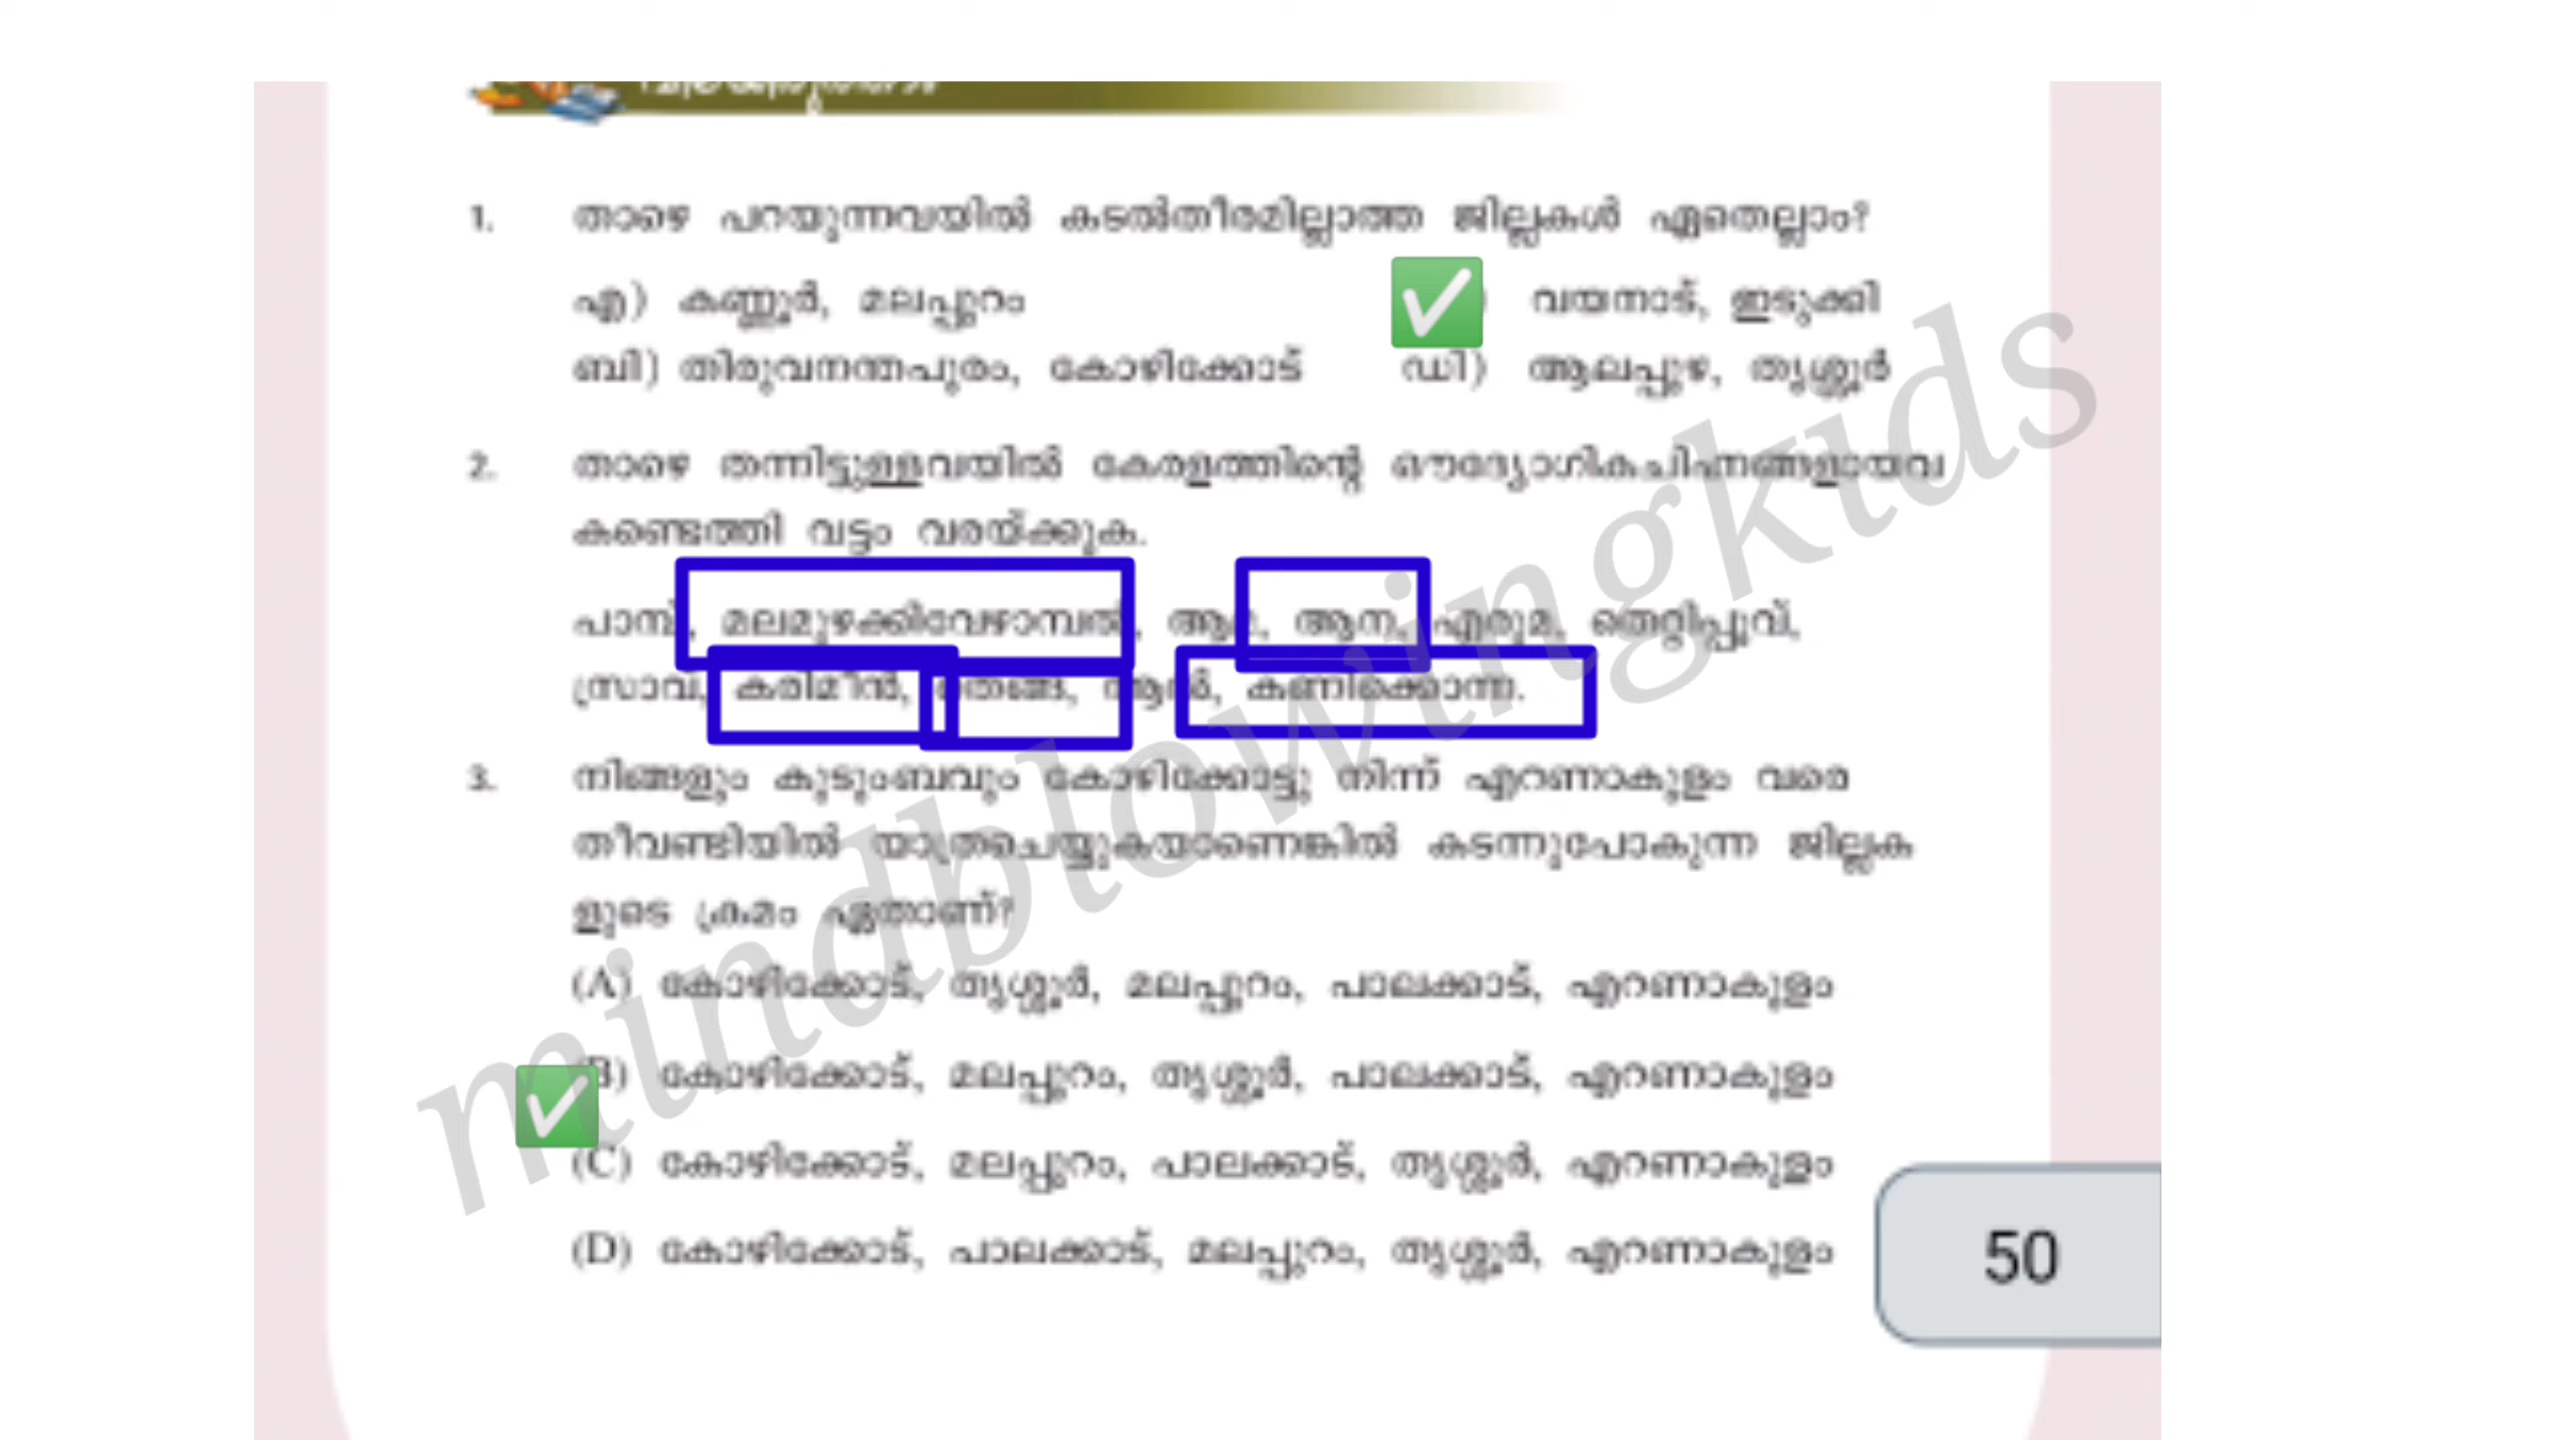 1. താഴെ പറയുന്നവയിൽ കടൽതീരമില്ലാത്ത ജില്ലകൾ ഏതെല്ലാം?
എ) കണ്ണൂർ, മലപ്പുറം ) വയനാട്, ഇടുക്കി
ബി) തിരുവനന്തപുരം, കോഴിക്കോട് ഡി) ആലപ്പുഴ, തൃശ്ശൂർ
2. താഴെ തന്നിട്ടുള്ളവയിൽ കേരളത്തിന്റെ ഔദ്യോഗികചിഹ്നങ്ങളായവ
കണ്ടെത്തി വട്ടം വരയ്ക്കുക.
പാമ്പ്, മലമുഴക്കിവേഴാമ്പൽ, ആമ, ആന, എരുമ, തെറ്റിപ്പൂവ്,
സ്രാവ്, കരിമീൻ, തെങ്ങ്, ആൽ, കണിക്കൊന്ന.
3. നിങ്ങളും കുടുംബവും കോഴിക്കോട്ടു നിന്ന് എറണാകുളം വരെ
തീവണ്ടിയിൽ യാത്രചെയ്യുകയാണെങ്കിൽ കടന്നുപോകുന്ന ജില്ലക
ളുടെ ക്രമം ഏതാണ്?
(A) കോഴിക്കോട്, തൃശ്ശൂർ, മലപ്പുറം, പാലക്കാട്, എറണാകുളം
(B) കോഴിക്കോട്, മലപ്പുറം, തൃശ്ശൂർ, പാലക്കാട്, എറണാകുളം
(C) കോഴിക്കോട്, മലപ്പുറം, പാലക്കാട്, തൃശ്ശൂർ, എറണാകുളം
(D) കോഴിക്കോട്, പാലക്കാട്, മലപ്പുറം, തൃശ്ശൂർ, എറണാകുളം
50
mindblowingkids